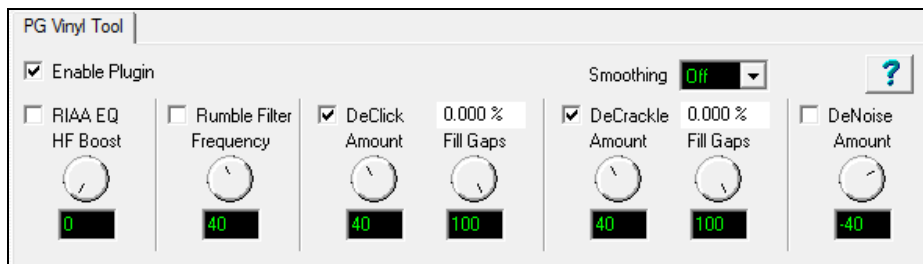 PG Vinyl Tool
Enable Plugin
Smoothing Off
?
RIAA EQ
HF Boost
0
Rumble Filter
Frequency
40
DeClick 0.000 %
Amount Fill Gaps
40 100
DeCrackle 0.000 %
Amount Fill Gaps
40 100
DeNoise
Amount
-40